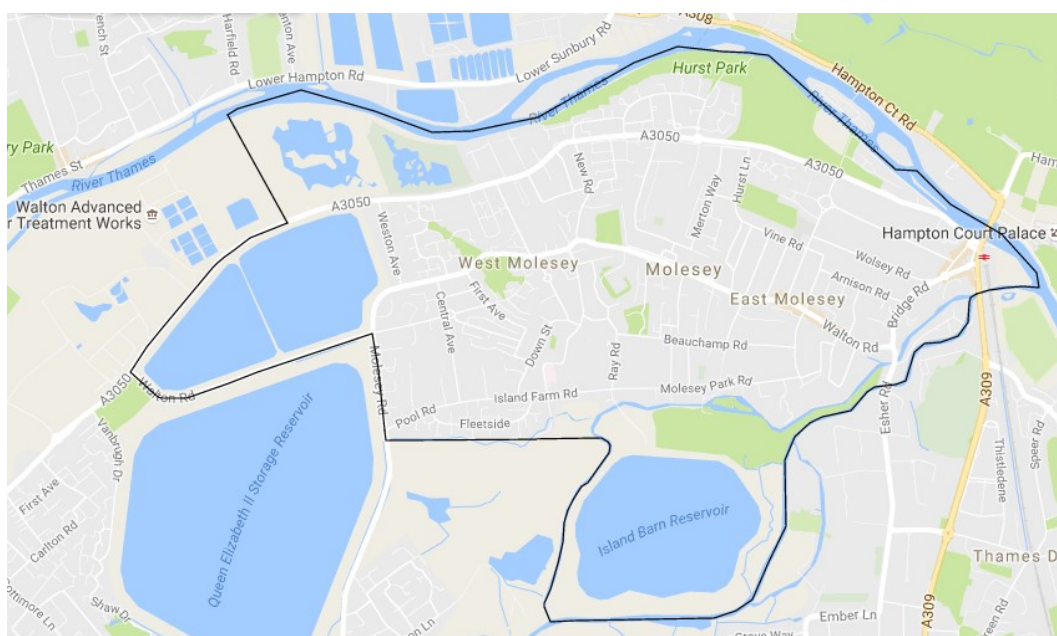 A308
Harfield Rd
Lower Hampton Rd
Lower Sunbury Rd
Hurst Park
River Thames
Hampton Ct Rd
River Thames
A3050
A3050
Thames St
River Thames
New Rd
Hurst Ln
Merton Way
Walton Advanced
r Treatment Works
A3050
Weston Ave
Hampton Court Palace
Vine Rd
Wolsey Rd
West Molesey
Molesey
Arnison Rd
East Molesey
Bridge Rd
First Ave
Central Ave
Down St
Walton Rd
Beauchamp Rd
Ray Rd
Molesey Rd
A3050
Walton Rd
Molesey Park Rd
Island Farm Rd
Pool Rd
Fleetside
Esher Rd
A309
Vanbrugh Dr
Speer Rd
Thistledene
First Ave
Carlton Rd
Queen Elizabeth II Storage Reservoir
Island Barn Reservoir
Thames D
Shaw Dr
A309
Ember Ln